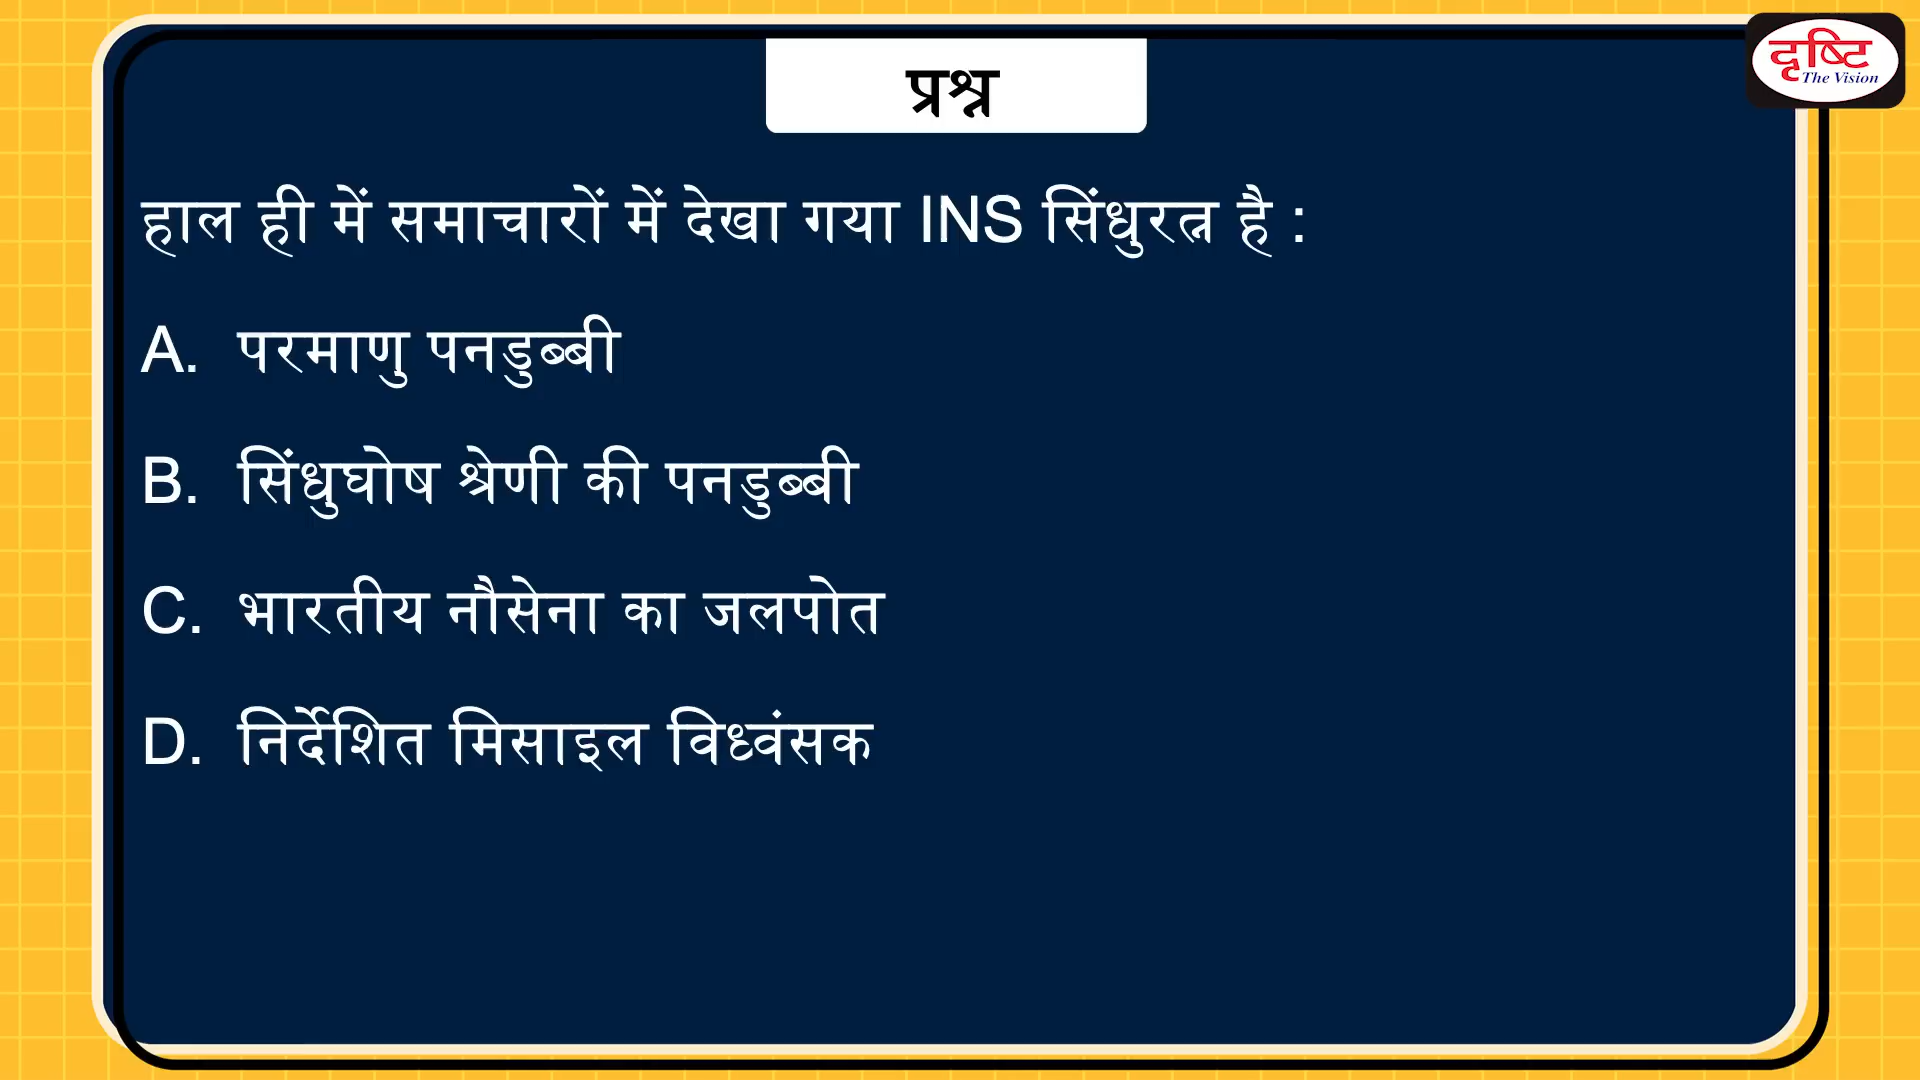 दृष्टि
The Vision
प्रश्न
हाल ही में समाचारों में देखा गया INS सिंधुरत्न है :
A. परमाणु पनडुब्बी
B. सिंधुघोष श्रेणी की पनडुब्बी
C. भारतीय नौसेना का जलपोत
D. निर्देशित मिसाइल विध्वंसक